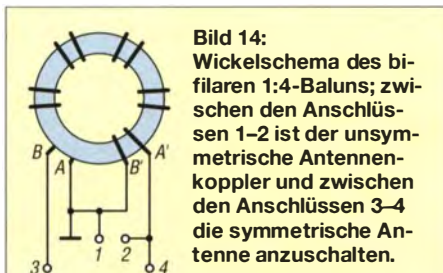 Bild 14:
Wickelschema des bi-
filaren 1:4-Baluns; zwi-
schen den Anschlüs-
sen 1–2 ist der unsym-
metrische Antennen-
koppler und zwischen
den Anschlüssen 3–4
die symmetrische An-
tenne anzuschalten.
B
A
B'
A'
3
1
2
4